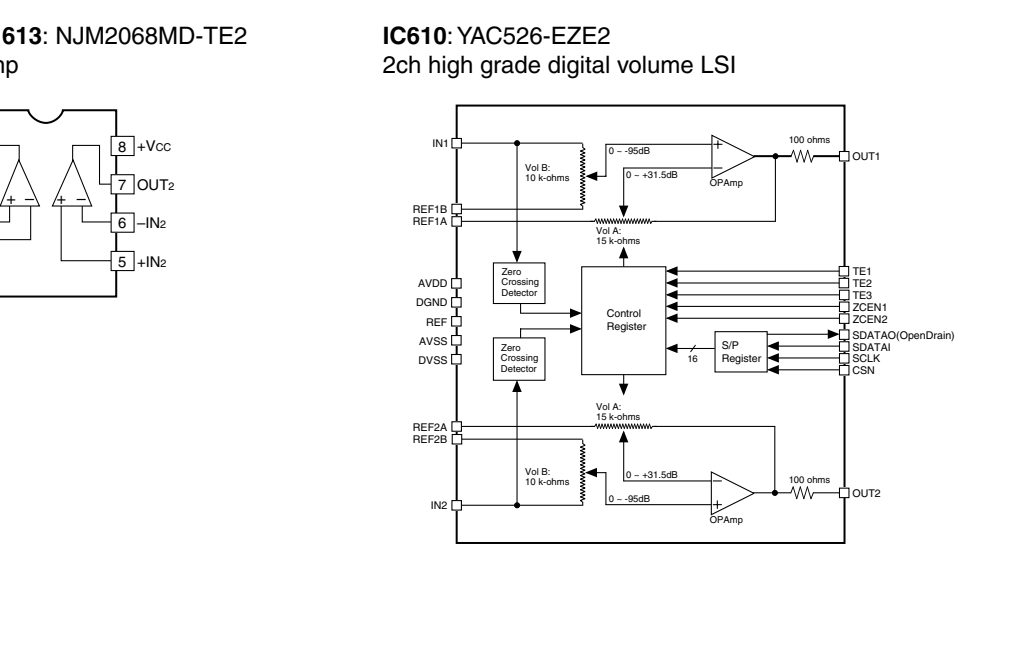 613: NJM2068MD-TE2
8 +VCC
7 OUT2
6 –IN2
5 +IN2
+ –
+ –
IC610: YAC526-EZE2
2ch high grade digital volume LSI
IN1
REF1B
REF1A
AVDD
DGND
REF
AVSS
DVSS
REF2A
REF2B
IN2
Vol B:
10 k-ohms
0 ~ -95dB
0 ~ +31.5dB
+
–
OPAmp
100 ohms
OUT1
Vol A:
15 k-ohms
Zero
Crossing
Detector
Zero
Crossing
Detector
Control
Register
16
S/P
Register
TE1
TE2
TE3
ZCEN1
ZCEN2
SDATAO(OpenDrain)
SDATAI
SCLK
CSN
Vol A:
15 k-ohms
Vol B:
10 k-ohms
0 ~ +31.5dB
0 ~ -95dB
–
+
OPAmp
100 ohms
OUT2